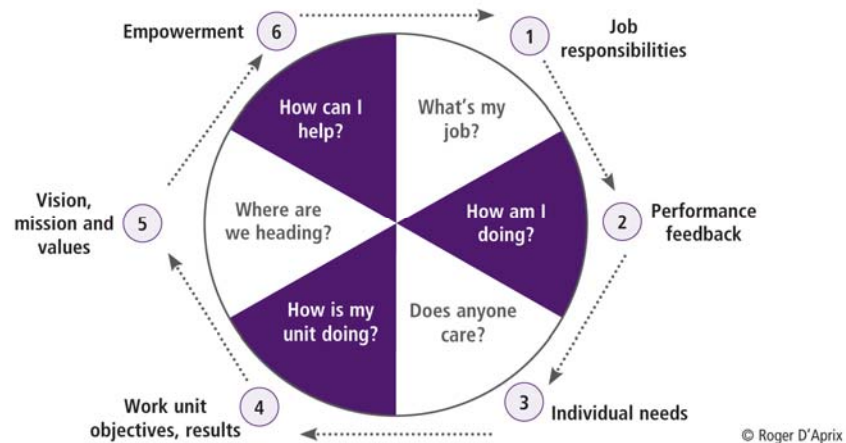 Empowerment
6
1
Job
responsibilities
How can I
help?
What's my
job?
Vision,
mission and
values
5
Where are
we heading?
How am I
doing?
2
Performance
feedback
How is my
unit doing?
Does anyone
care?
Work unit
objectives, results
4
3
Individual needs
© Roger D'Aprix